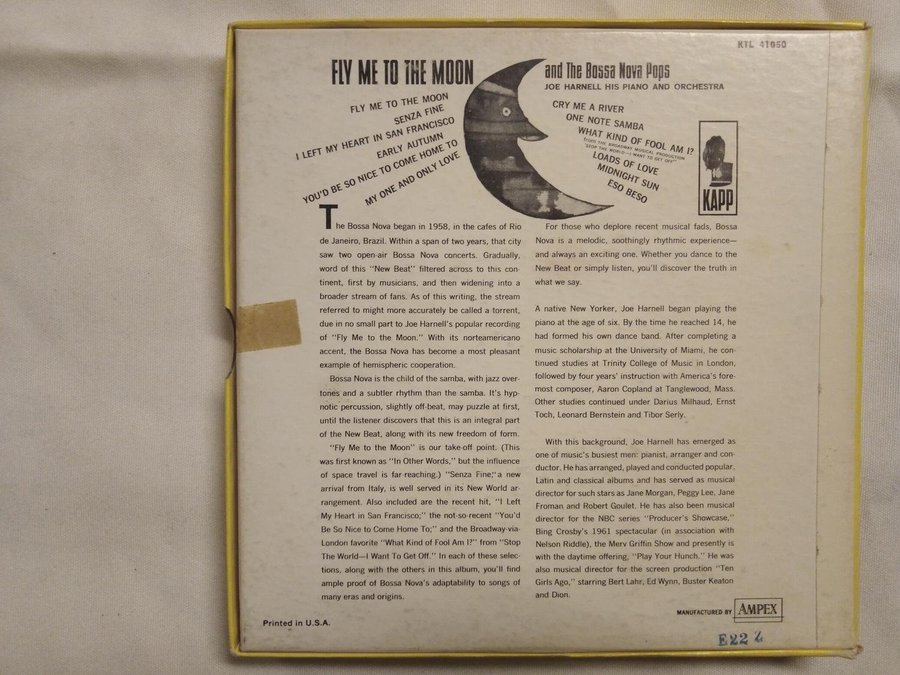 KTL 41050
FLY ME TO THE MOON
and The Bossa Nova Pops
JOE HARNELL HIS PIANO AND ORCHESTRA
FLY ME TO THE MOON
SENZA FINE
I LEFT MY HEART IN SAN FRANCISCO
EARLY AUTUMN
YOU'D BE SO NICE TO COME HOME TO
MY ONE AND ONLY LOVE
CRY ME A RIVER
ONE NOTE SAMBA
WHAT KIND OF FOOL AM I?
FROM THE BROADWAY MUSICAL PRODUCTION
"STOP THE WORLD—I WANT TO GET OFF"
LOADS OF LOVE
MIDNIGHT SUN
ESO BESO
KAPP
The Bossa Nova began in 1958, in the cafes of Rio
de Janeiro, Brazil. Within a span of two years, that city
saw two open-air Bossa Nova concerts. Gradually,
word of this "New Beat" filtered across to this con-
tinent, first by musicians, and then widening into a
broader stream of fans. As of this writing, the stream
referred to might more accurately be called a torrent,
due in no small part to Joe Harnell's popular recording
of "Fly Me to the Moon." With its norteamericano
accent, the Bossa Nova has become a most pleasant
example of hemispheric cooperation.
Bossa Nova is the child of the samba, with jazz over-
tones and a subtler rhythm than the samba. It's hyp-
notic percussion, slightly off-beat, may puzzle at first,
until the listener discovers that this is an integral part
of the New Beat, along with its new freedom of form.
"Fly Me to the Moon" is our take-off point. (This
was first known as "In Other Words," but the influence
of space travel is far-reaching.) "Senza Fine," a new
arrival from Italy, is well served in its New World ar-
rangement. Also included are the recent hit, "I Left
My Heart in San Francisco;" the not-so-recent "You'd
Be So Nice to Come Home To;" and the Broadway-via-
London favorite "What Kind of Fool Am I?" from "Stop
The World—I Want To Get Off." In each of these selec-
tions, along with the others in this album, you'll find
ample proof of Bossa Nova's adaptability to songs of
many eras and origins.
For those who deplore recent musical fads, Bossa
Nova is a melodic, soothingly rhythmic experience—
and always an exciting one. Whether you dance to the
New Beat or simply listen, you'll discover the truth in
what we say.
A native New Yorker, Joe Harnell began playing the
piano at the age of six. By the time he reached 14, he
had formed his own dance band. After completing a
music scholarship at the University of Miami, he con-
tinued studies at Trinity College of Music in London,
followed by four years' instruction with America's fore-
most composer, Aaron Copland at Tanglewood, Mass.
Other studies continued under Darius Milhaud, Ernst
Toch, Leonard Bernstein and Tibor Serly.
With this background, Joe Harnell has emerged as
one of music's busiest men: pianist, arranger and con-
ductor. He has arranged, played and conducted popular,
Latin and classical albums and has served as musical
director for such stars as Jane Morgan, Peggy Lee, Jane
Froman and Robert Goulet. He has also been musical
director for the NBC series "Producer's Showcase,"
Bing Crosby's 1961 spectacular (in association with
Nelson Riddle), the Merv Griffin Show and presently is
with the daytime offering, "Play Your Hunch." He was
also musical director for the screen production "Ten
Girls Ago," starring Bert Lahr, Ed Wynn, Buster Keaton
and Dion.
MANUFACTURED BY AMPEX
Printed in U.S.A.
E22 Z